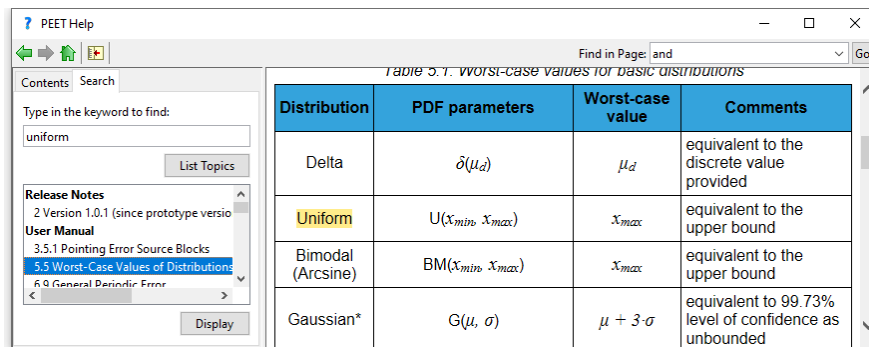 PEET Help
Find in Page: and Go
Contents Search
Type in the keyword to find:
uniform
List Topics
Release Notes
2 Version 1.0.1 (since prototype versio
User Manual
3.5.1 Pointing Error Source Blocks
5.5 Worst-Case Values of Distributions
6.9 General Periodic Error
Display
Table 5.1: Worst-case values for basic distributions
Distribution PDF parameters Worst-case value Comments
Delta δ(μd) μd equivalent to the discrete value provided
Uniform U(xmin, xmax) xmax equivalent to the upper bound
Bimodal (Arcsine) BM(xmin, xmax) xmax equivalent to the upper bound
Gaussian* G(μ, σ) μ + 3·σ equivalent to 99.73% level of confidence as unbounded